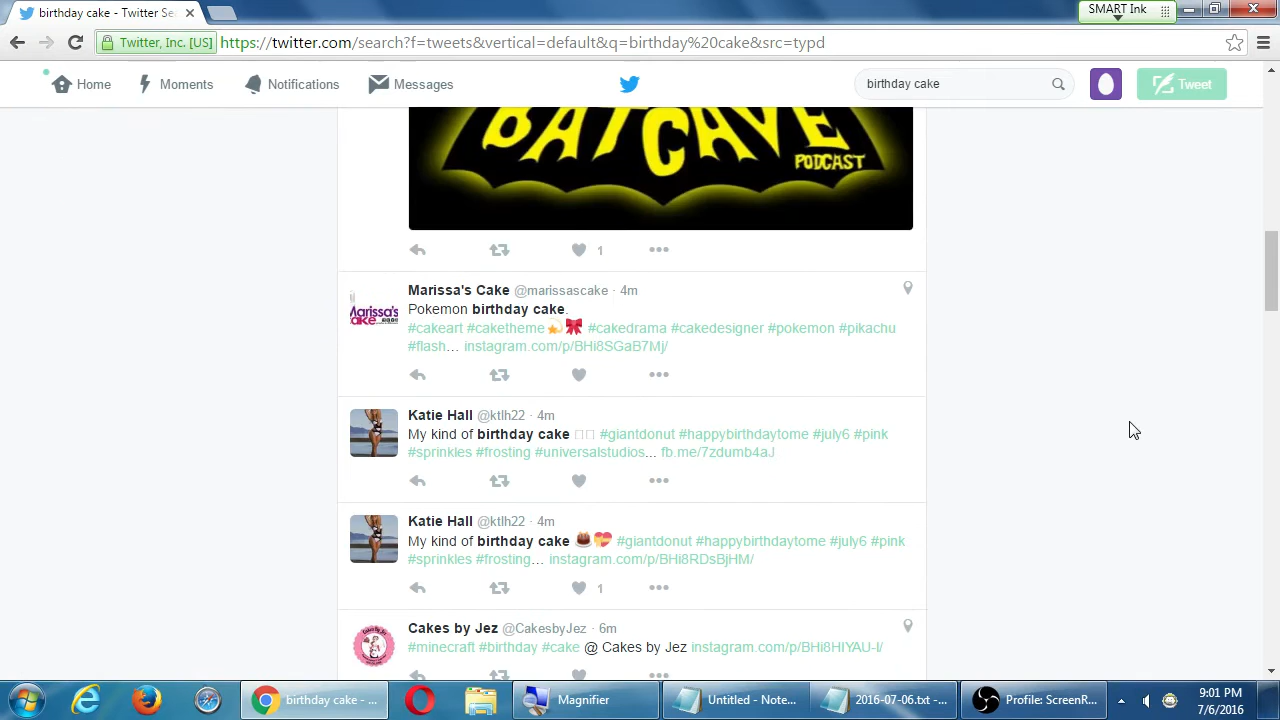 birthday cake - Twitter Se
SMART Ink
Twitter, Inc. [US] https://twitter.com/search?f=tweets&vertical=default&q=birthday%20cake&src=typd
Home Moments Notifications Messages birthday cake Tweet
BATCAVE
PODCAST
1
Marissa's Cake @marissascake · 4m
Marissa's
Pokemon birthday cake.
#cakeart #caketheme💫🎀 #cakedrama #cakedesigner #pokemon #pikachu
#flash… instagram.com/p/BHi8SGaB7Mj/
Katie Hall @ktlh22 · 4m
My kind of birthday cake #giantdonut #happybirthdaytome #july6 #pink
#sprinkles #frosting #universalstudios... fb.me/7zdumb4aJ
Katie Hall @ktlh22 · 4m
My kind of birthday cake 🎂💝 #giantdonut #happybirthdaytome #july6 #pink
#sprinkles #frosting… instagram.com/p/BHi8RDsBjHM/
1
Cakes by Jez @CakesbyJez · 6m
#minecraft #birthday #cake @ Cakes by Jez instagram.com/p/BHi8HIYAU-l/
birthday cake - ... Magnifier Untitled - Note... 2016-07-06.txt -... Profile: ScreenR...
9:01 PM
7/6/2016